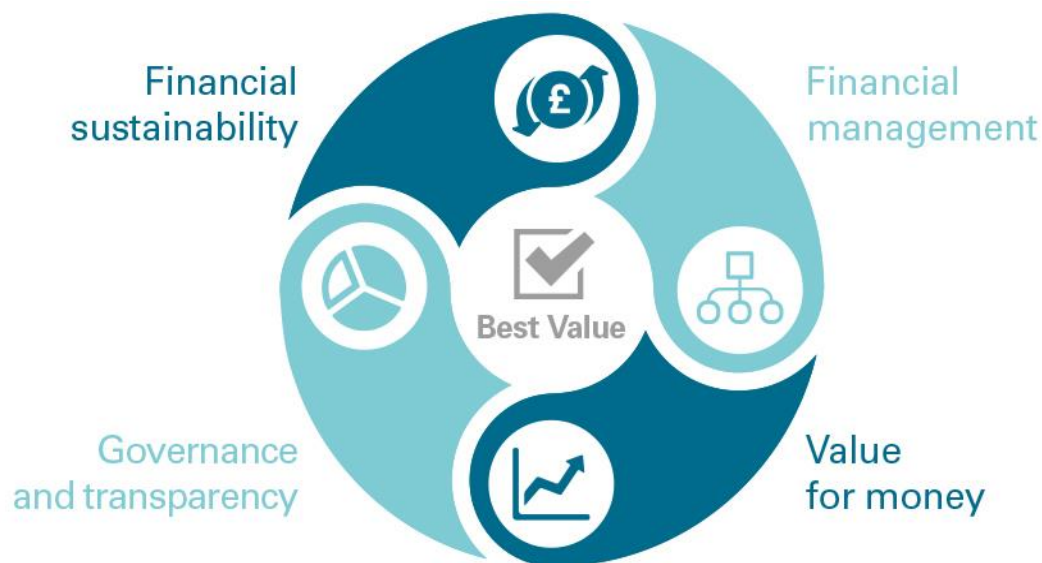 Financial
sustainability
Financial
management
£
Best Value
Governance
and transparency
Value
for money